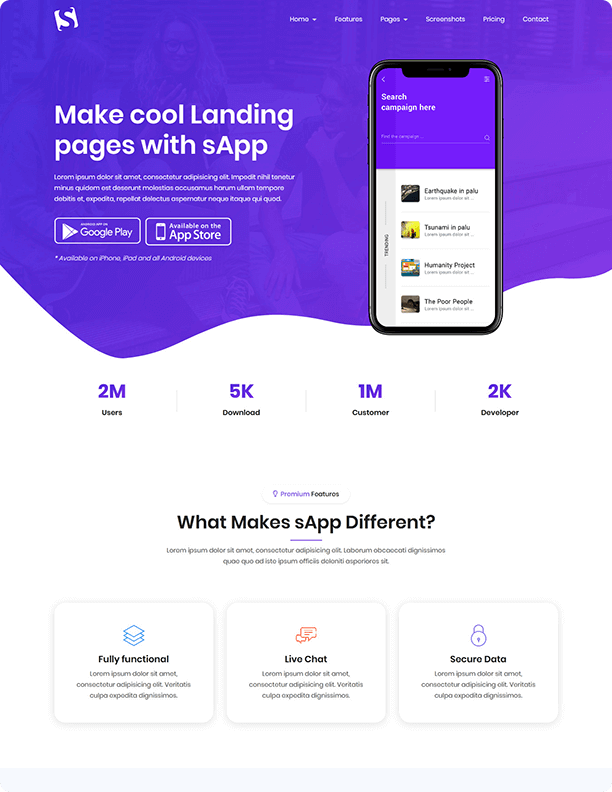 S
Home
Features
Pages
Screenshots
Pricing
Contact
Make cool Landing
pages with sApp
Lorem ipsum dolor sit amet, consectetur adipisicing elit. Impedit nihil tenetur
minus quidem est deserunt molestias accusamus harum ullam tempore
debitis et, expedita, repellat delectus aspernatur neque itaque qui quod.
ANDROID APP ON
Google Play
Available on the
App Store
* Available on iPhone, iPad and all Android devices
Search
campaign here
Find the campaign ...
TRENDING
Earthquake in palu
Lorem ipsum dolor sit ...
Tsunami in palu
Lorem ipsum dolor sit ...
Humanity Project
Lorem ipsum dolor sit ...
The Poor People
Lorem ipsum dolor sit ...
2M
Users
5K
Download
1M
Customer
2K
Developer
Premium Features
What Makes sApp Different?
Lorem ipsum dolor sit amet, consectetur adipisicing elit. Laborum obcaecati dignissimos
quae quo ad iste ipsum officiis deleniti asperiores sit.
Fully functional
Lorem ipsum dolor sit amet,
consectetur adipisicing elit. Veritatis
culpa expedita dignissimos.
Live Chat
Lorem ipsum dolor sit amet,
consectetur adipisicing elit. Veritatis
culpa expedita dignissimos.
Secure Data
Lorem ipsum dolor sit amet,
consectetur adipisicing elit. Veritatis
culpa expedita dignissimos.